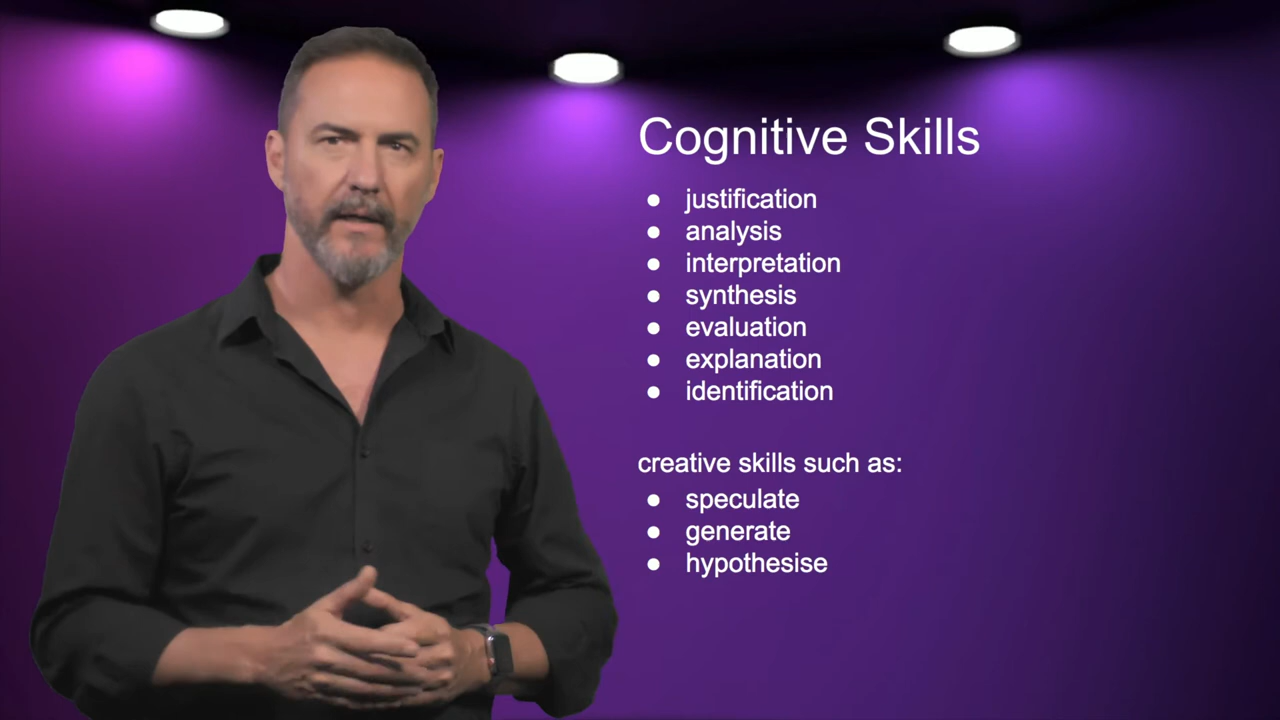 Cognitive Skills
● justification
● analysis
● interpretation
● synthesis
● evaluation
● explanation
● identification
creative skills such as:
● speculate
● generate
● hypothesise